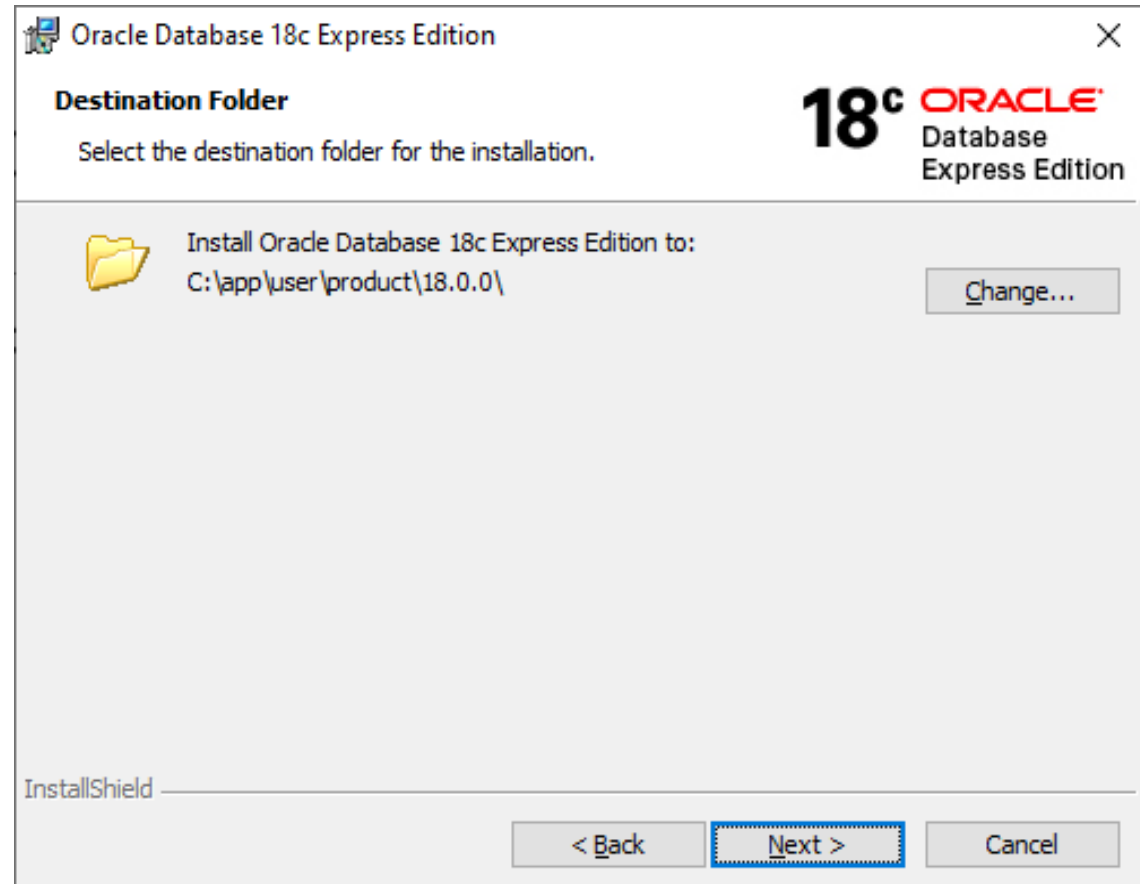 Oracle Database 18c Express Edition
Destination Folder
Select the destination folder for the installation.
18c ORACLE
Database
Express Edition
Install Oracle Database 18c Express Edition to:
C:\app\user\product\18.0.0\
Change...
InstallShield
< Back
Next >
Cancel